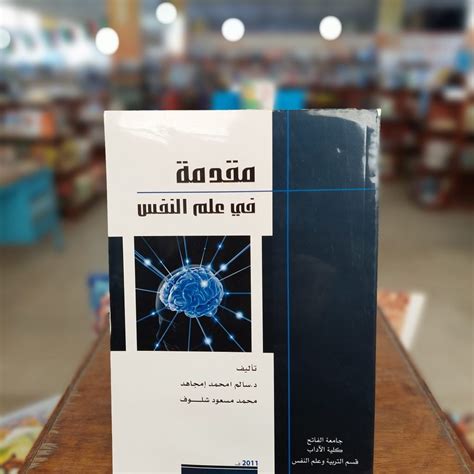 مقدمة
في علم النفس
تأليف
د.سالم امحمد إمجاهد
محمد مسعود شلوف
2011 ف
جامعة الفاتح
كلية الآداب
قسم التربية وعلم النفس